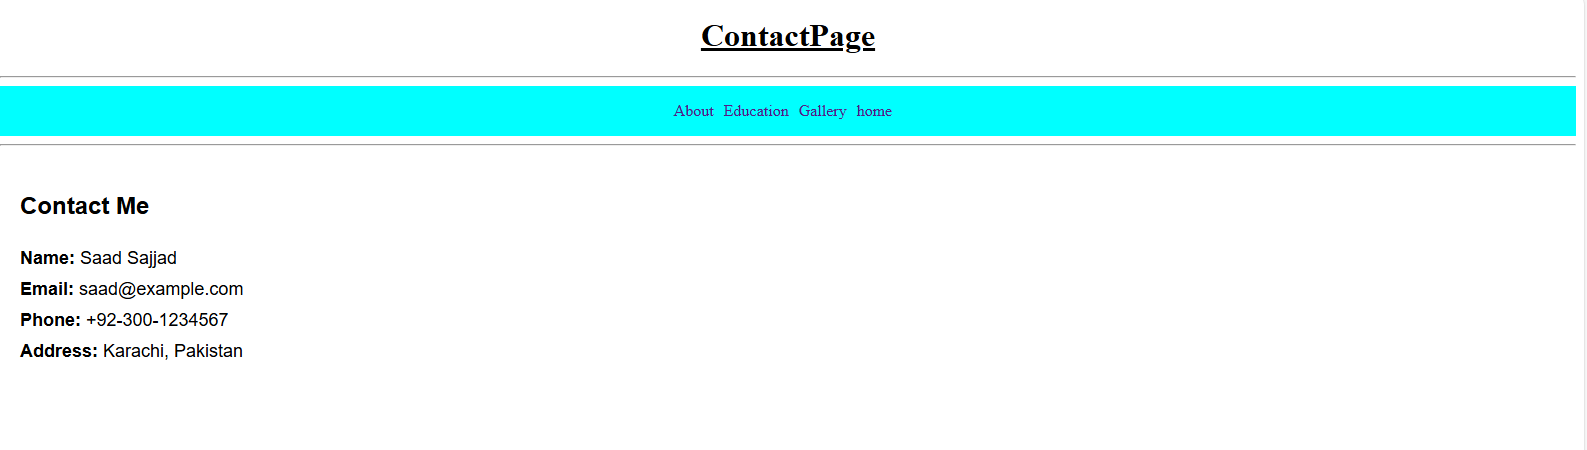 ContactPage
About Education Gallery home
Contact Me
Name: Saad Sajjad
Email: saad@example.com
Phone: +92-300-1234567
Address: Karachi, Pakistan